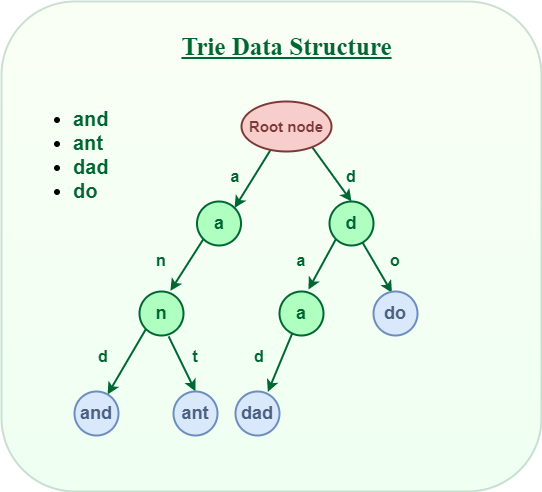 Trie Data Structure
• and
• ant
• dad
• do
Root node
a
d
a
d
n
a
o
n
a
do
d
t
d
and
ant
dad